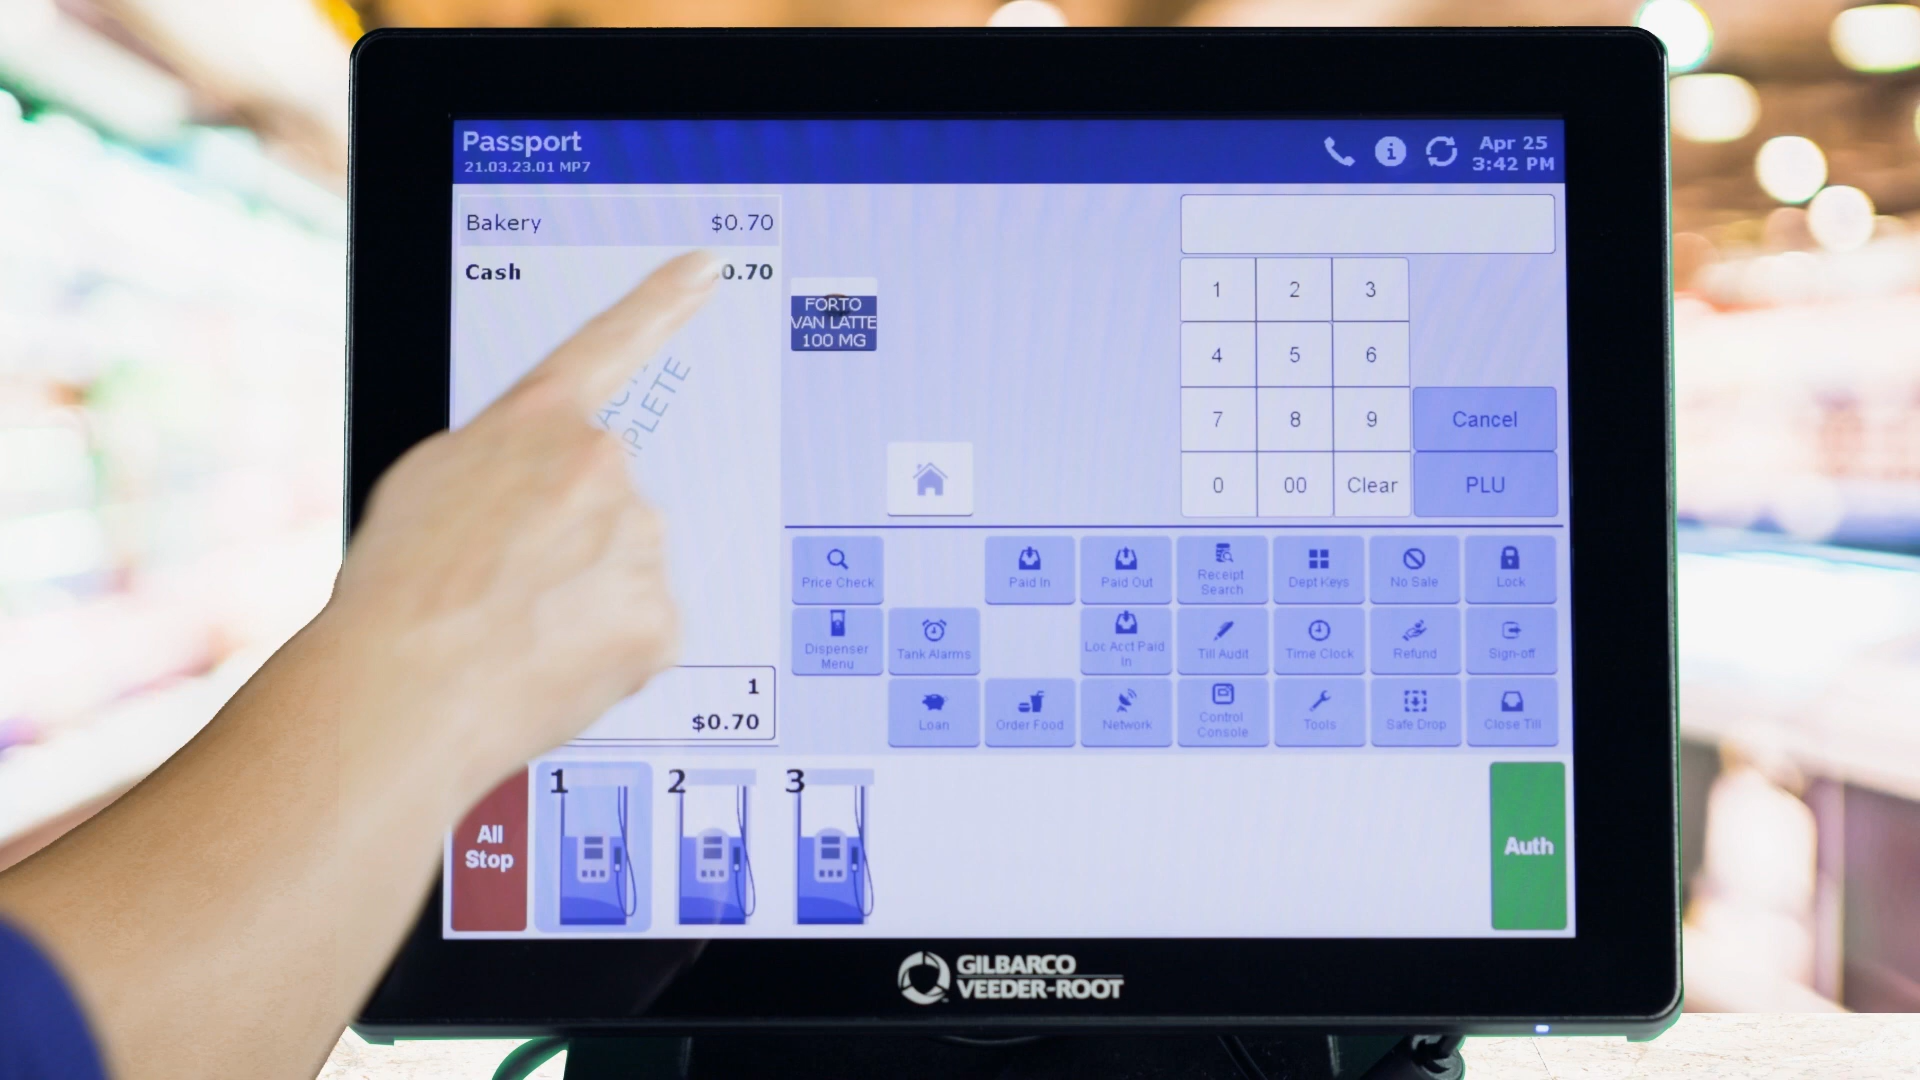 Passport
21.03.23.01 MP7
Apr 25
3:42 PM
Bakery $0.70
Cash 0.70
FORTO
VAN LATTE
100 MG
1 2 3
4 5 6
7 8 9
0 00 Clear
Cancel
PLU
Price Check
Paid In
Paid Out
Receipt
Search
Dept Keys
No Sale
Lock
Dispenser
Menu
Tank Alarms
Loc Acct Paid
In
Till Audit
Time Clock
Refund
Sign-off
Loan
Order Food
Network
Control
Console
Tools
Safe Drop
Close Till
1
$0.70
All
Stop
1 2 3
Auth
GILBARCO
VEEDER-ROOT